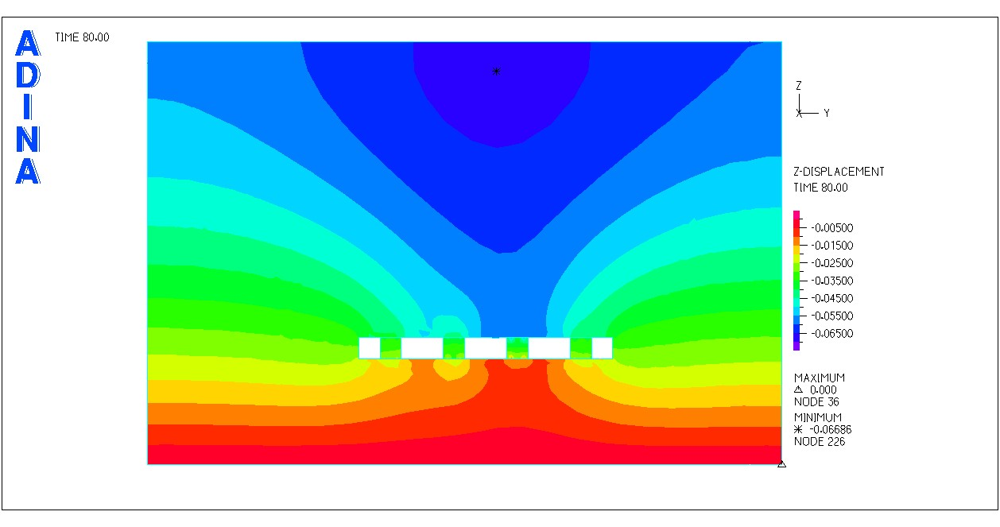 ADINA
TIME 80.00
Z
X
Y
Z-DISPLACEMENT
TIME 80.00
-0.00500
-0.01500
-0.02500
-0.03500
-0.04500
-0.05500
-0.06500
MAXIMUM
△ 0.000
NODE 36
MINIMUM
✳ -0.06686
NODE 226